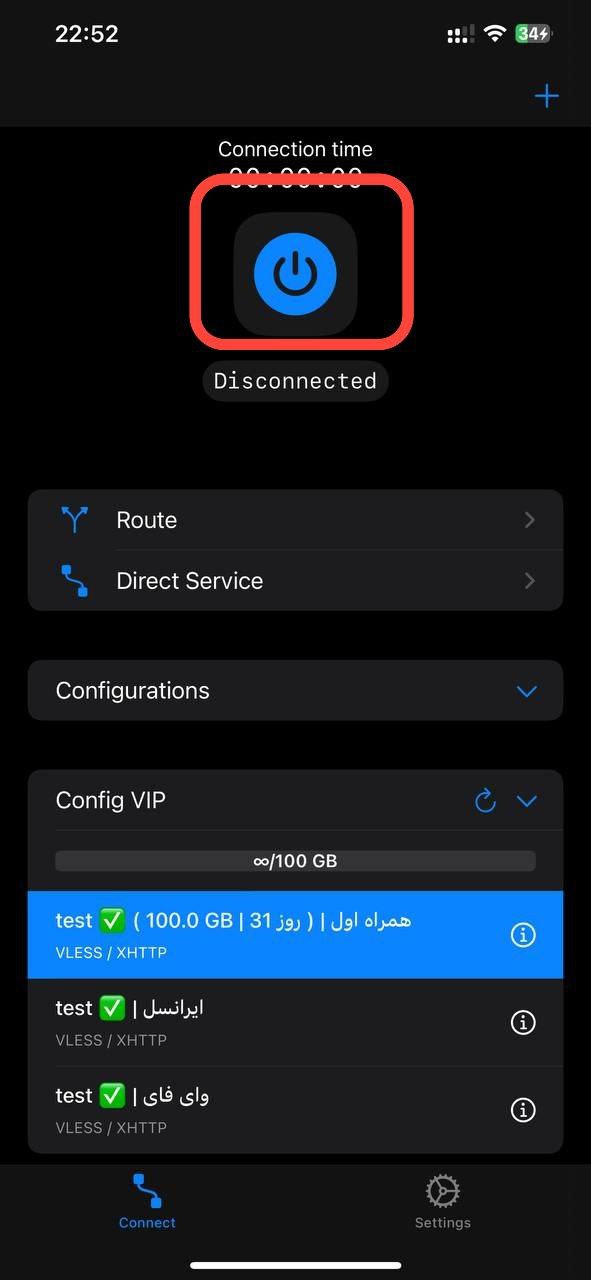 22:52
34
Connection time
00:00:00
Disconnected
Route
Direct Service
Configurations
Config VIP
∞/100 GB
test ✅ ( 100.0 GB | 31 روز ) | همراه اول
VLESS / XHTTP
test ✅ | ایرانسل
VLESS / XHTTP
test ✅ | وای فای
VLESS / XHTTP
Connect
Settings